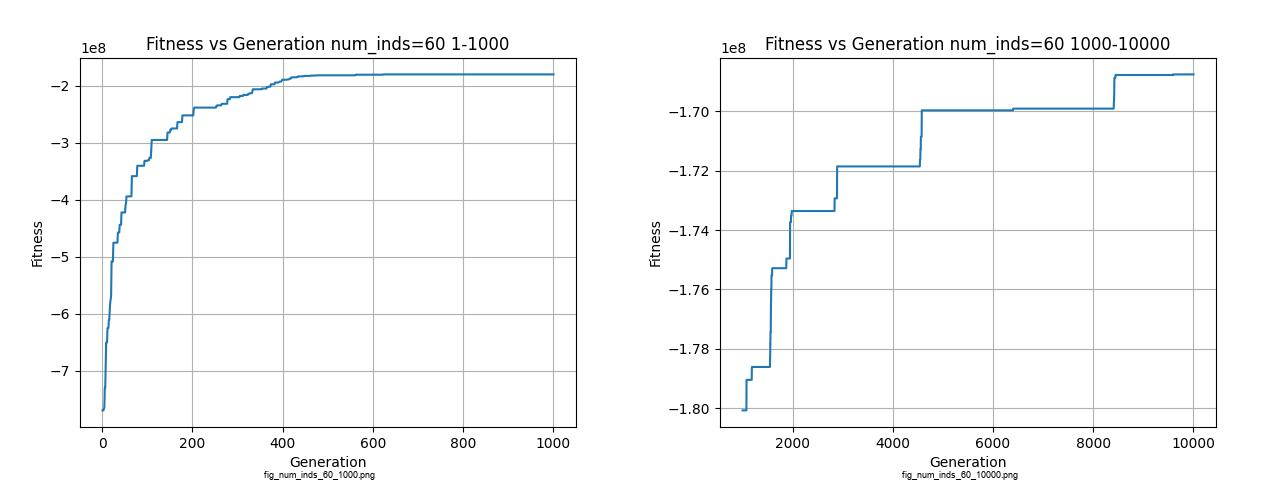 Fitness vs Generation num_inds=60 1-1000
1e8
−2
−3
−4
−5
−6
−7
Fitness
0 200 400 600 800 1000
Generation
fig_num_inds_60_1000.png
Fitness vs Generation num_inds=60 1000-10000
1e8
−1.70
−1.72
−1.74
−1.76
−1.78
−1.80
Fitness
2000 4000 6000 8000 10000
Generation
fig_num_inds_60_10000.png